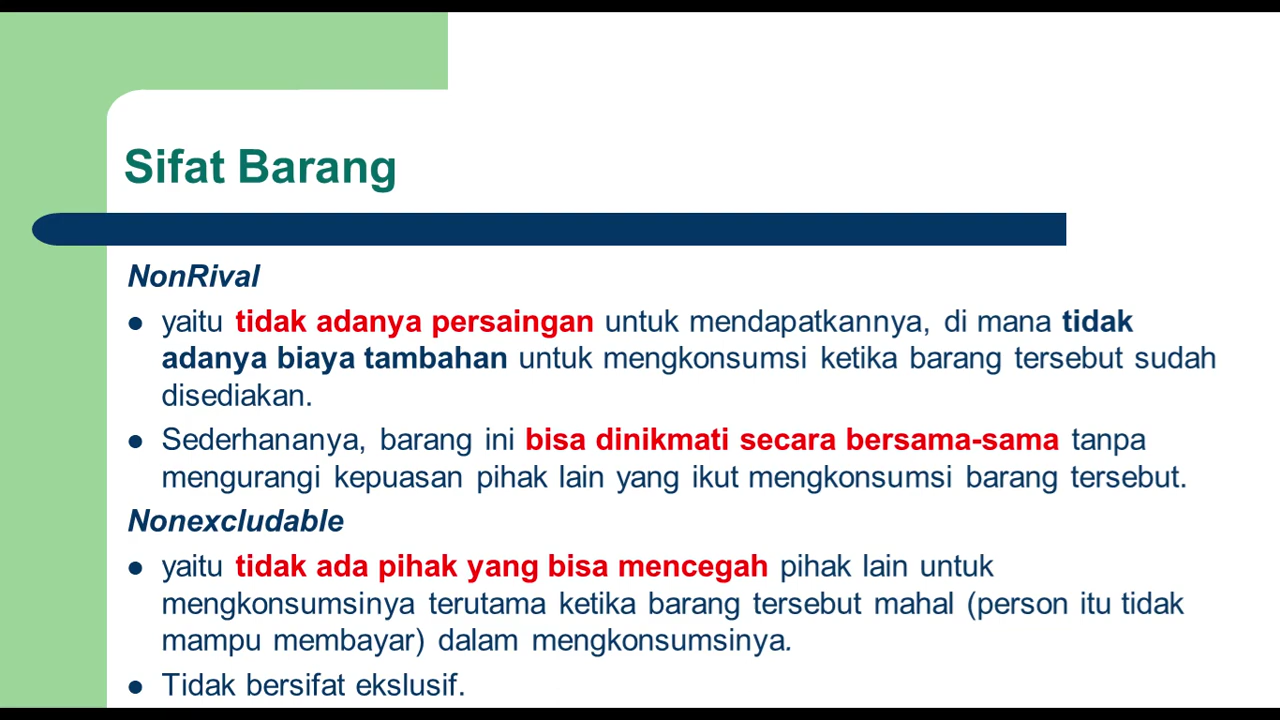 Sifat Barang
NonRival
● yaitu tidak adanya persaingan untuk mendapatkannya, di mana tidak
adanya biaya tambahan untuk mengkonsumsi ketika barang tersebut sudah
disediakan.
● Sederhananya, barang ini bisa dinikmati secara bersama-sama tanpa
mengurangi kepuasan pihak lain yang ikut mengkonsumsi barang tersebut.
Nonexcludable
● yaitu tidak ada pihak yang bisa mencegah pihak lain untuk
mengkonsumsinya terutama ketika barang tersebut mahal (person itu tidak
mampu membayar) dalam mengkonsumsinya.
● Tidak bersifat ekslusif.